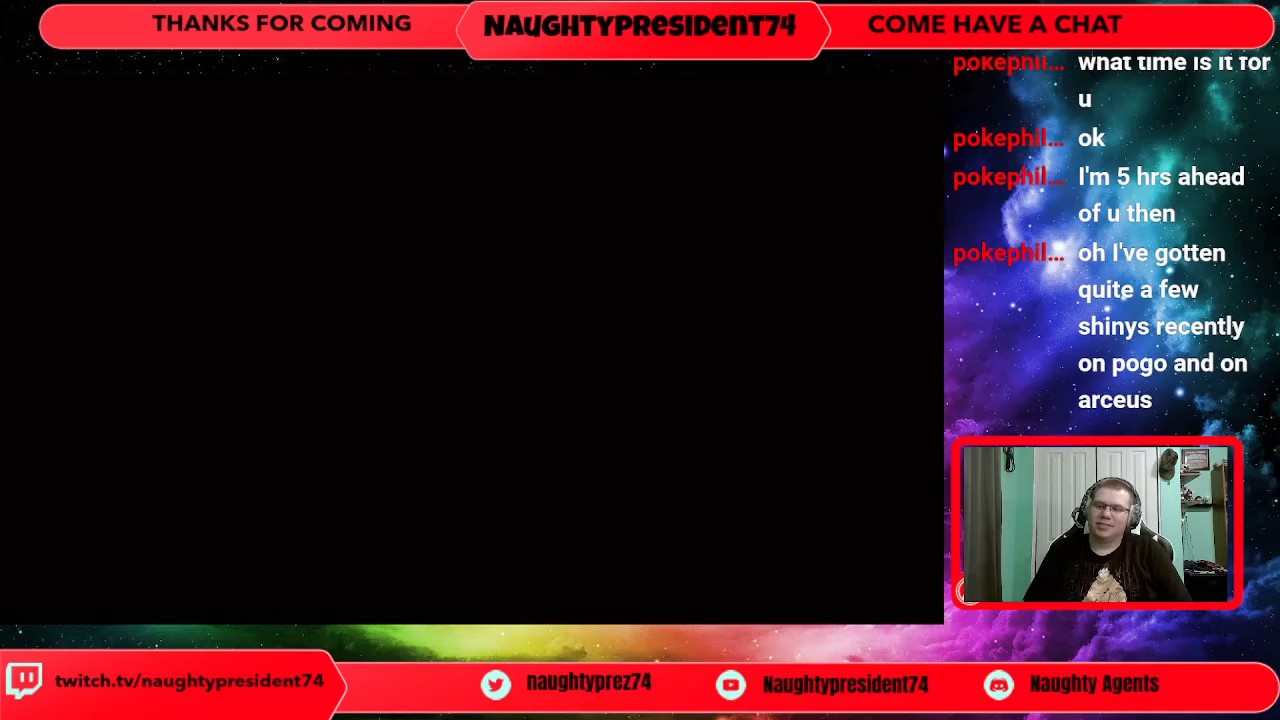 THANKS FOR COMING
NAUGHTYPRESIDENT74
COME HAVE A CHAT
pokephil... what time is it for
u
pokephil... ok
pokephil... I'm 5 hrs ahead
of u then
pokephil... oh I've gotten
quite a few
shinys recently
on pogo and on
arceus
twitch.tv/naughtypresident74
naughtyprez74
Naughtypresident74
Naughty Agents